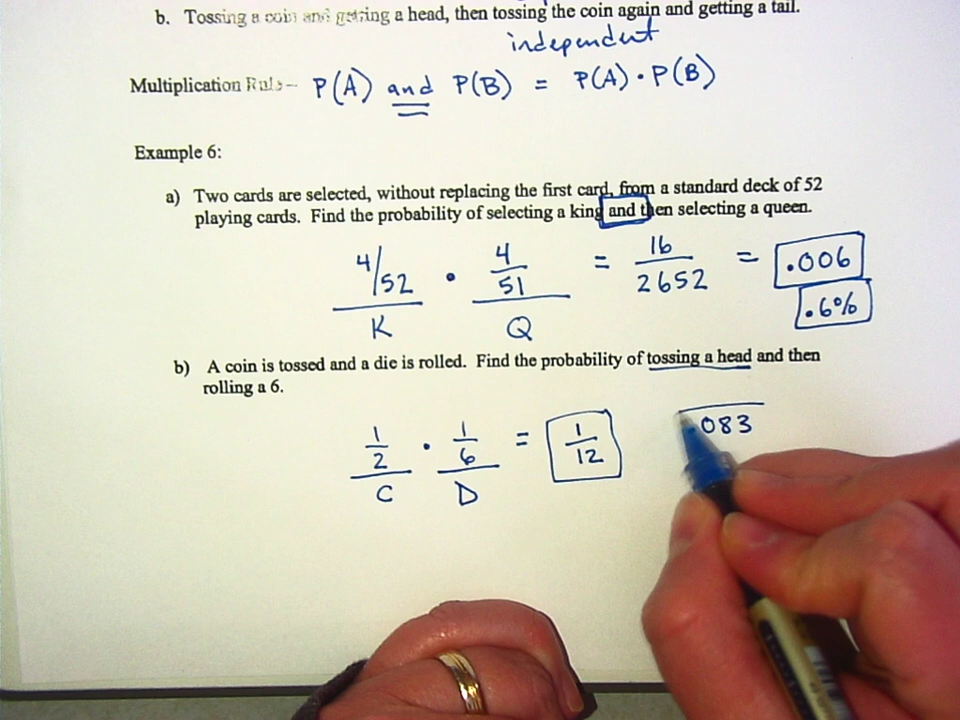 b. Tossing a coin and getting a head, then tossing the coin again and getting a tail.
independent
Multiplication Rule – P(A) and P(B) = P(A) · P(B)
Example 6:
a) Two cards are selected, without replacing the first card, from a standard deck of 52
playing cards. Find the probability of selecting a king and then selecting a queen.
4/52 · 4/51 = 16/2652 = .006
K Q .6%
b) A coin is tossed and a die is rolled. Find the probability of tossing a head and then
rolling a 6.
1/2 · 1/6 = 1/12 083
C D